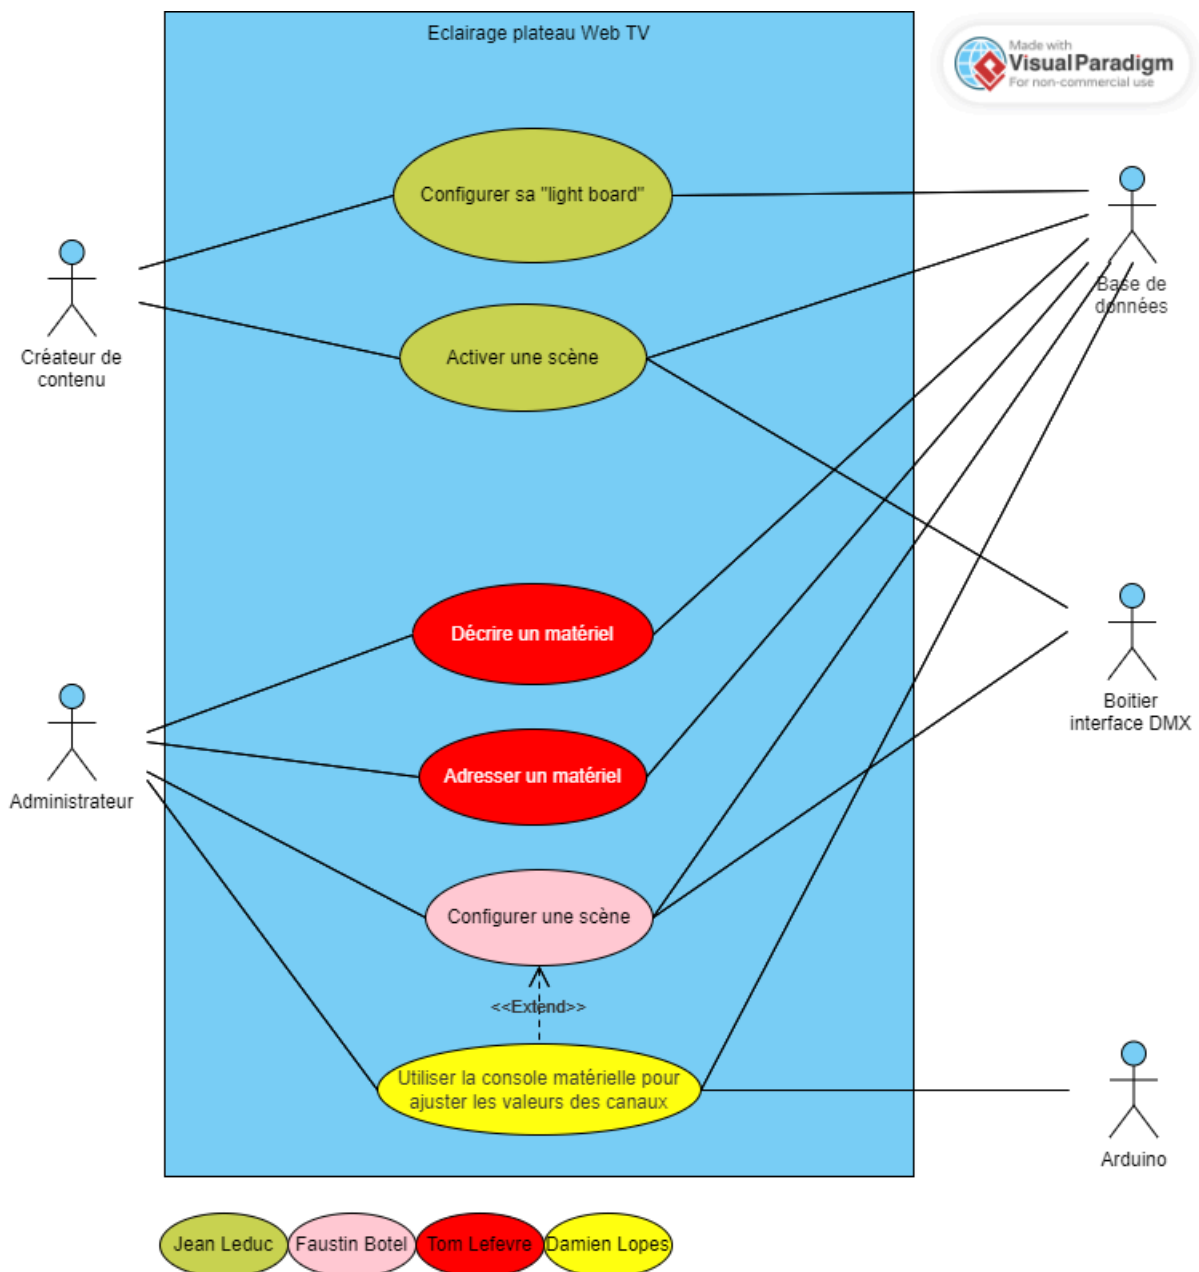 Eclairage plateau Web TV
Made with
VisualParadigm
For non-commercial use
Configurer sa "light board"
Base de
données
Créateur de
contenu
Activer une scène
Décrire un matériel
Boitier
interface DMX
Adresser un matériel
Administrateur
Configurer une scène
<<Extend>>
Utiliser la console matérielle pour
ajuster les valeurs des canaux
Arduino
Jean Leduc
Faustin Botel
Tom Lefevre
Damien Lopes